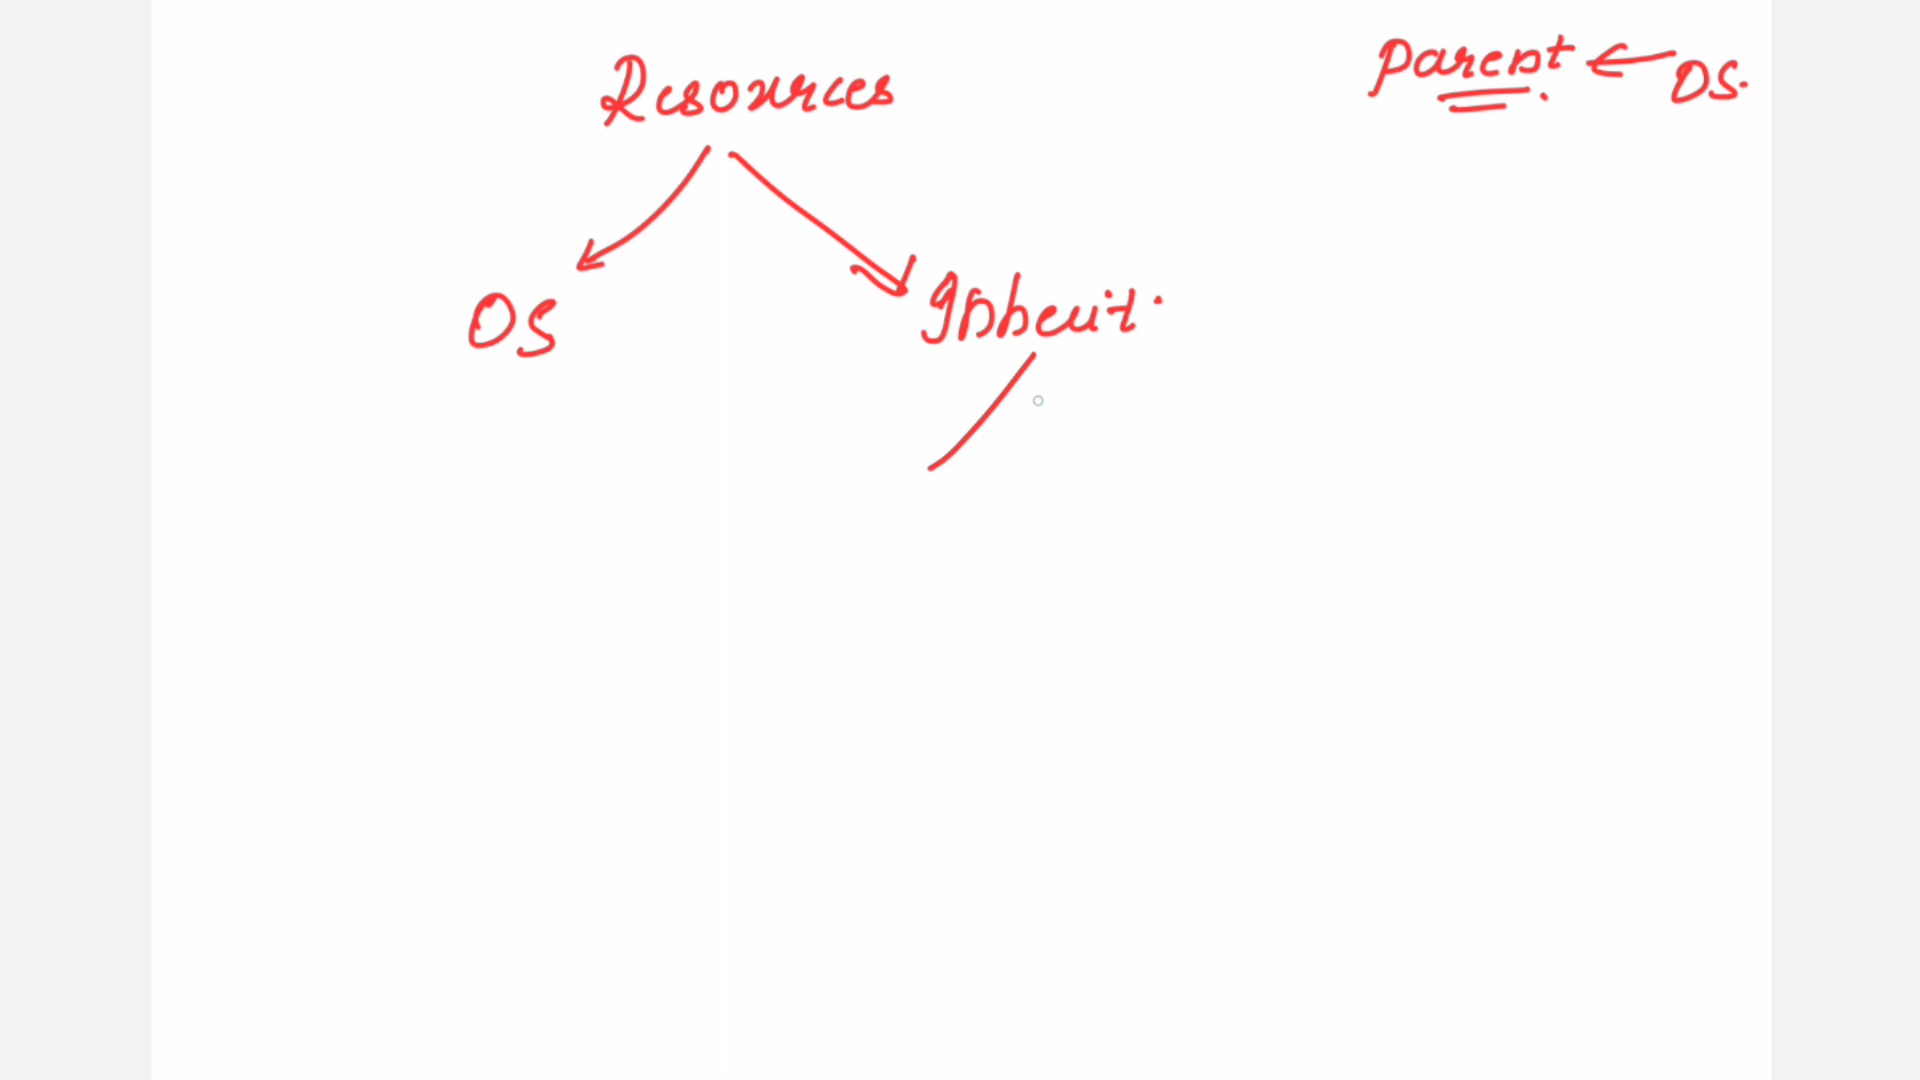 Resources
Parent ← OS.
OS
Inherit.